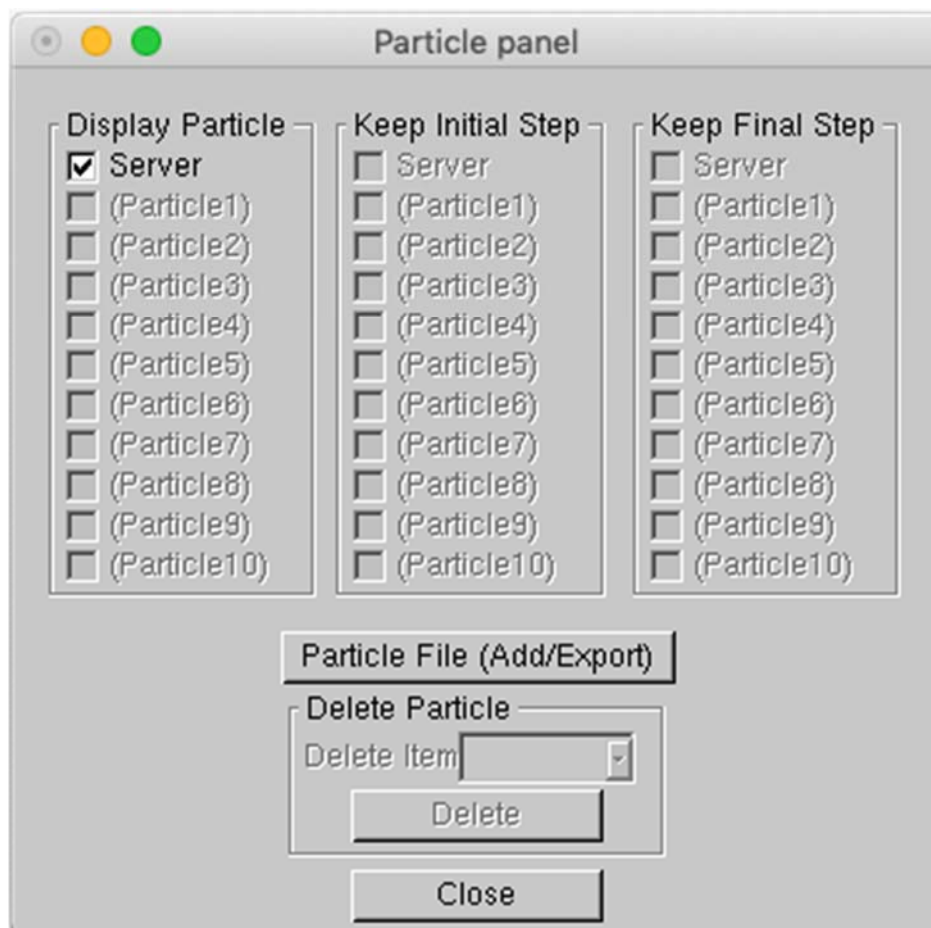 Particle panel
Display Particle
Server
(Particle1)
(Particle2)
(Particle3)
(Particle4)
(Particle5)
(Particle6)
(Particle7)
(Particle8)
(Particle9)
(Particle10)
Keep Initial Step
Server
(Particle1)
(Particle2)
(Particle3)
(Particle4)
(Particle5)
(Particle6)
(Particle7)
(Particle8)
(Particle9)
(Particle10)
Keep Final Step
Server
(Particle1)
(Particle2)
(Particle3)
(Particle4)
(Particle5)
(Particle6)
(Particle7)
(Particle8)
(Particle9)
(Particle10)
Particle File (Add/Export)
Delete Particle
Delete Item
Delete
Close